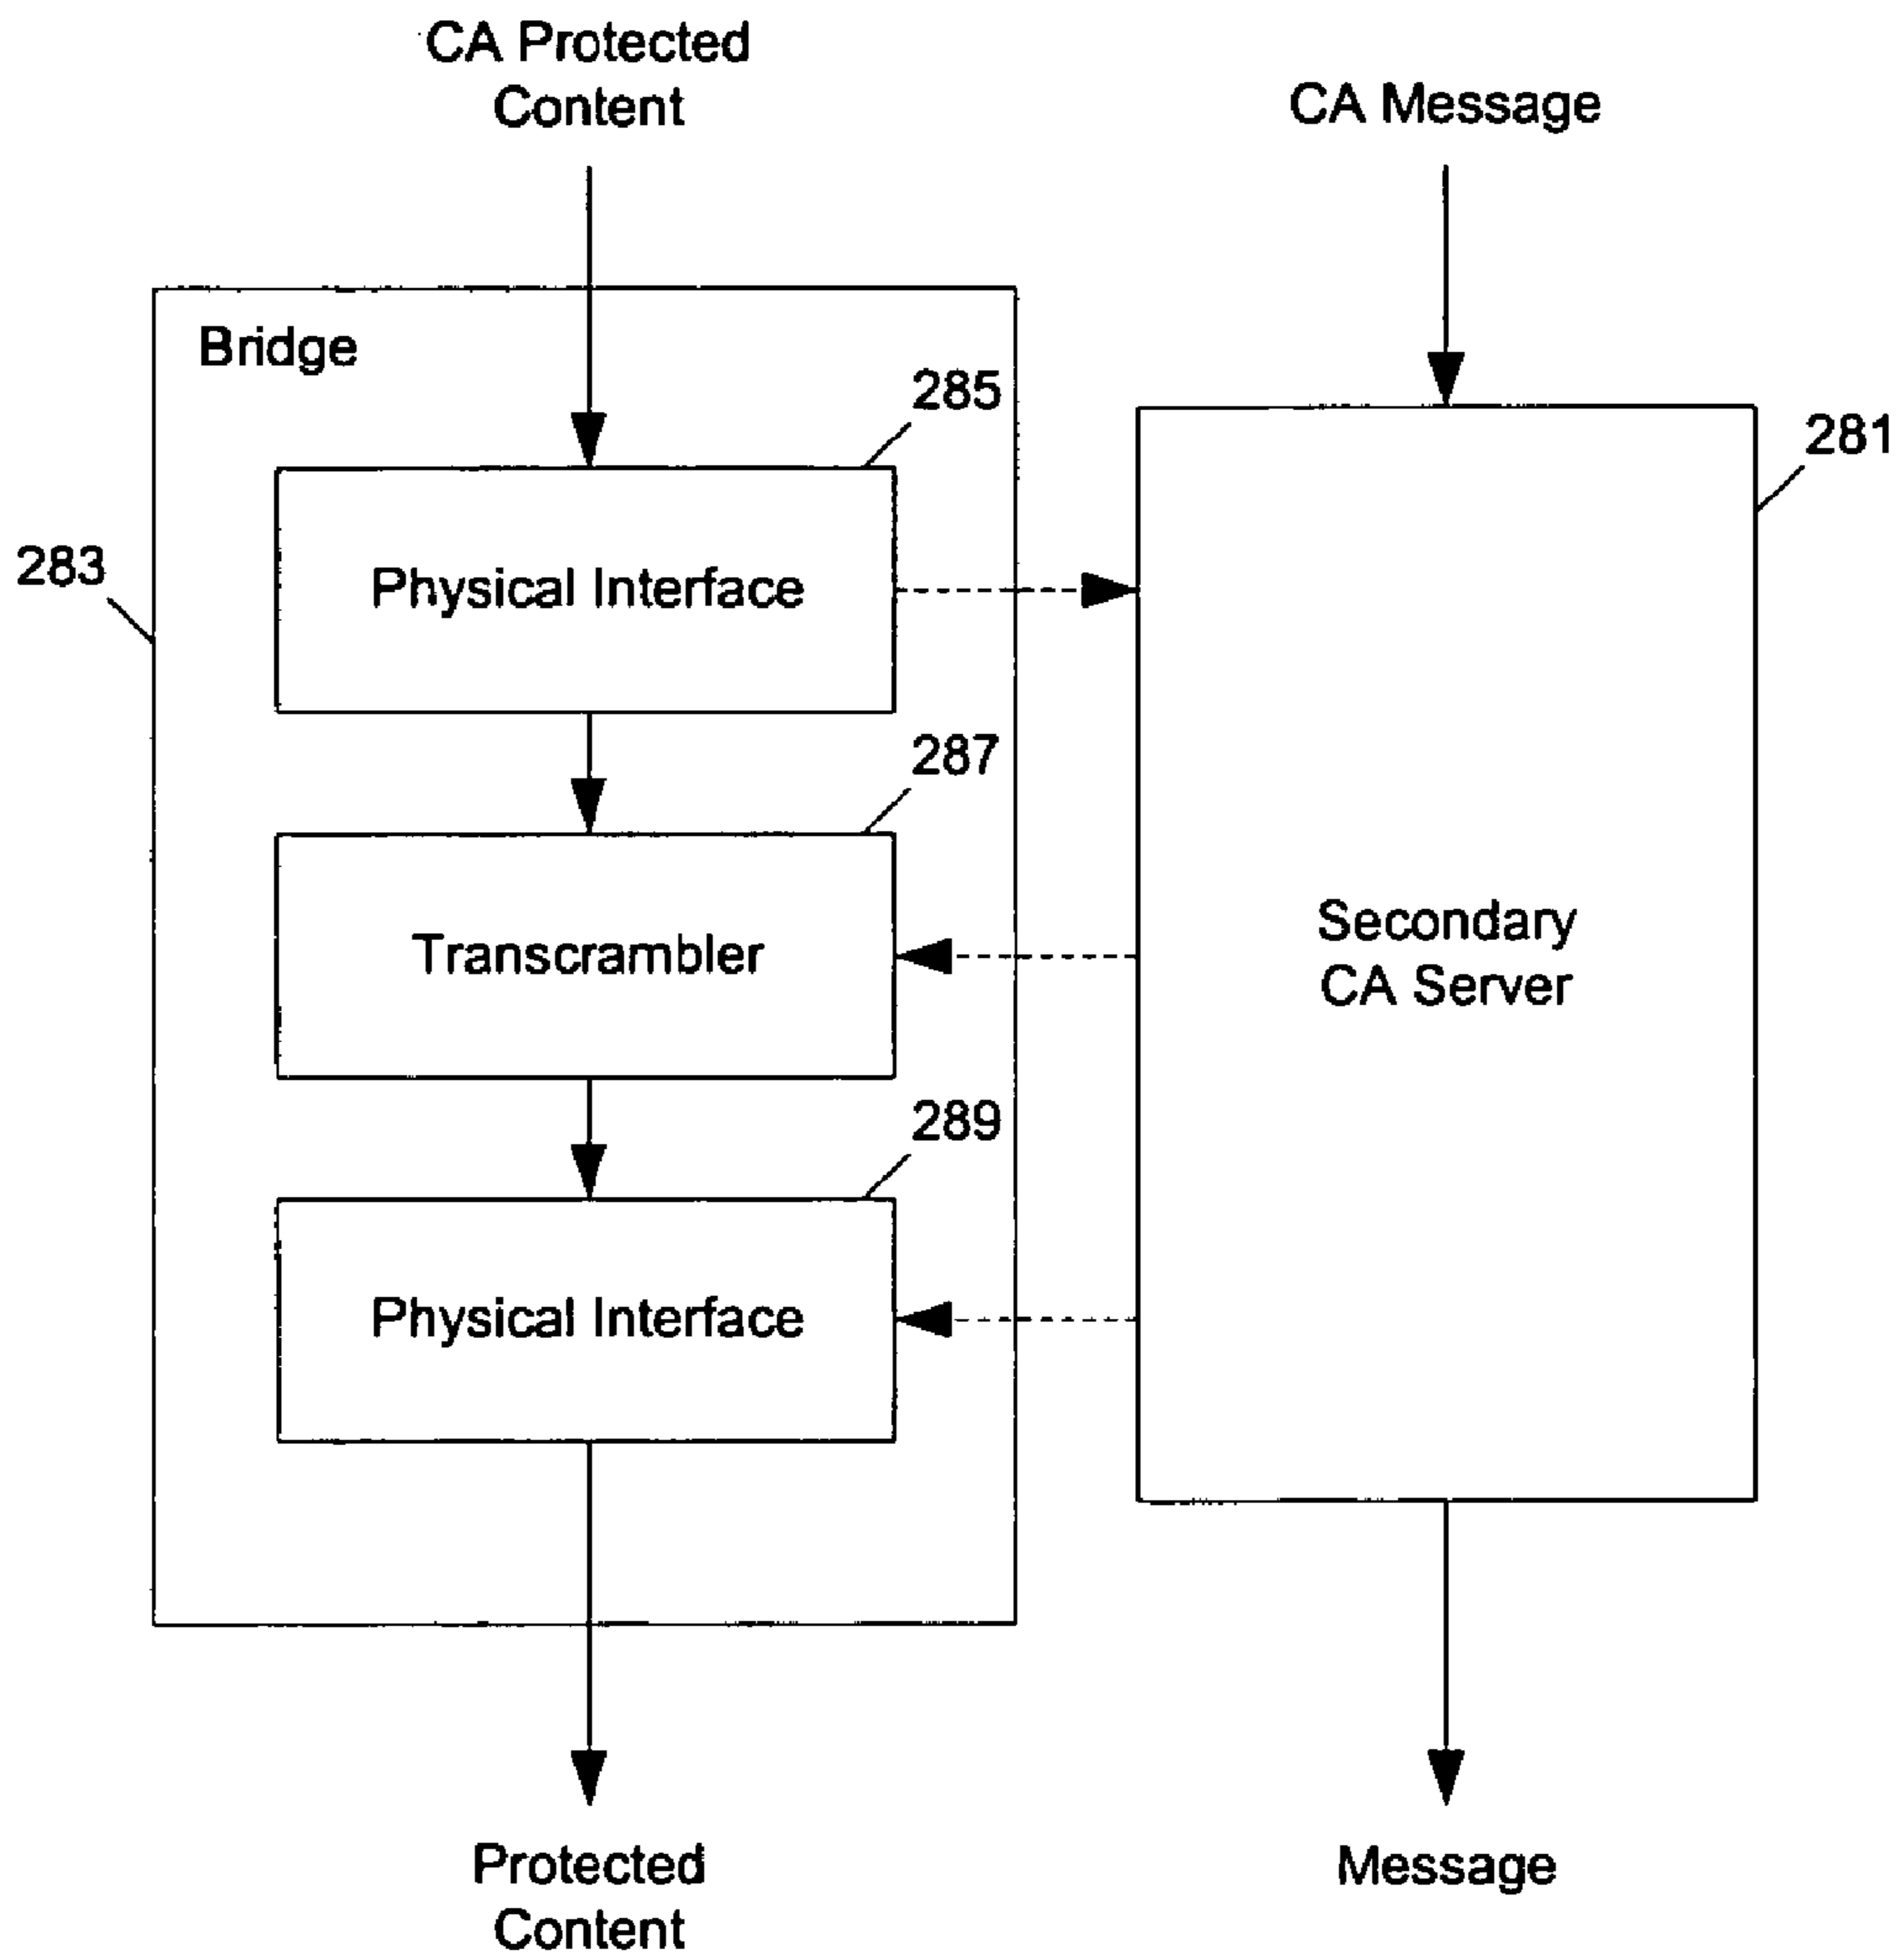 CA Protected
Content
CA Message
Bridge
285
281
283
Physical Interface
287
Transcrambler
Secondary
CA Server
289
Physical Interface
Protected
Content
Message